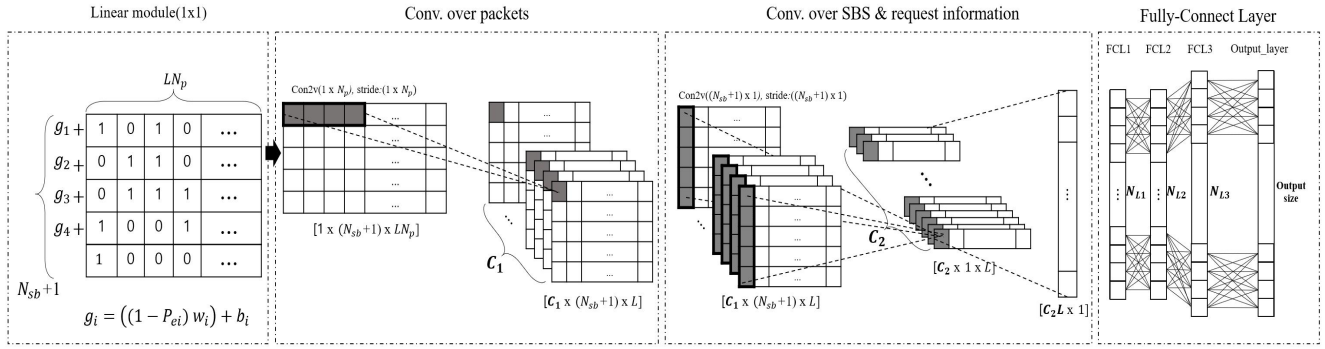 Linear module(1x1)
LN_p
g_1 + 1 0 1 0 ...
g_2 + 0 1 1 0 ...
g_3 + 0 1 1 1 ...
g_4 + 1 0 0 1 ...
1 0 0 0 ...
N_sb+1
g_i = ((1 − P_ei) w_i) + b_i
Conv. over packets
Con2v(1 x N_p), stride:(1 x N_p)
...
...
...
...
[1 x (N_sb+1) x LN_p]
...
...
...
...
...
C_1
[C_1 x (N_sb+1) x L]
Conv. over SBS & request information
Con2v((N_sb+1) x 1), stride:((N_sb+1) x 1)
...
...
...
...
[C_1 x (N_sb+1) x L]
...
C_2
[C_2 x 1 x L]
...
[C_2L x 1]
Fully-Connect Layer
FCL1 FCL2 FCL3 Output_layer
N_L1 N_L2 N_L3 Output
size